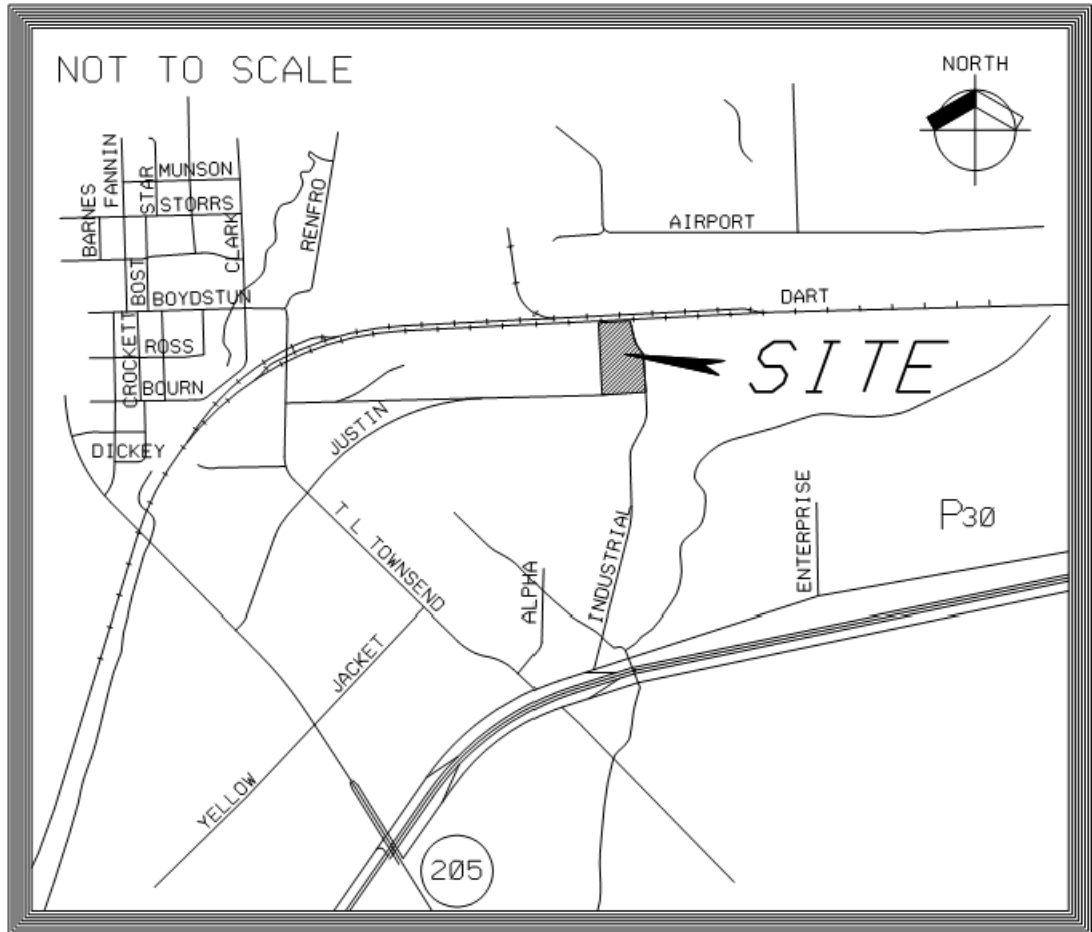 NOT TO SCALE
NORTH
BARNES
FANNIN
STAR
MUNSON
STORRS
CLARK
RENFRO
AIRPORT
BOST
BOYDSTUN
DART
CROCKETT
ROSS
BOURN
SITE
JUSTIN
DICKEY
T L TOWNSEND
ENTERPRISE
P30
ALPHA
INDUSTRIAL
YELLOW
JACKET
205